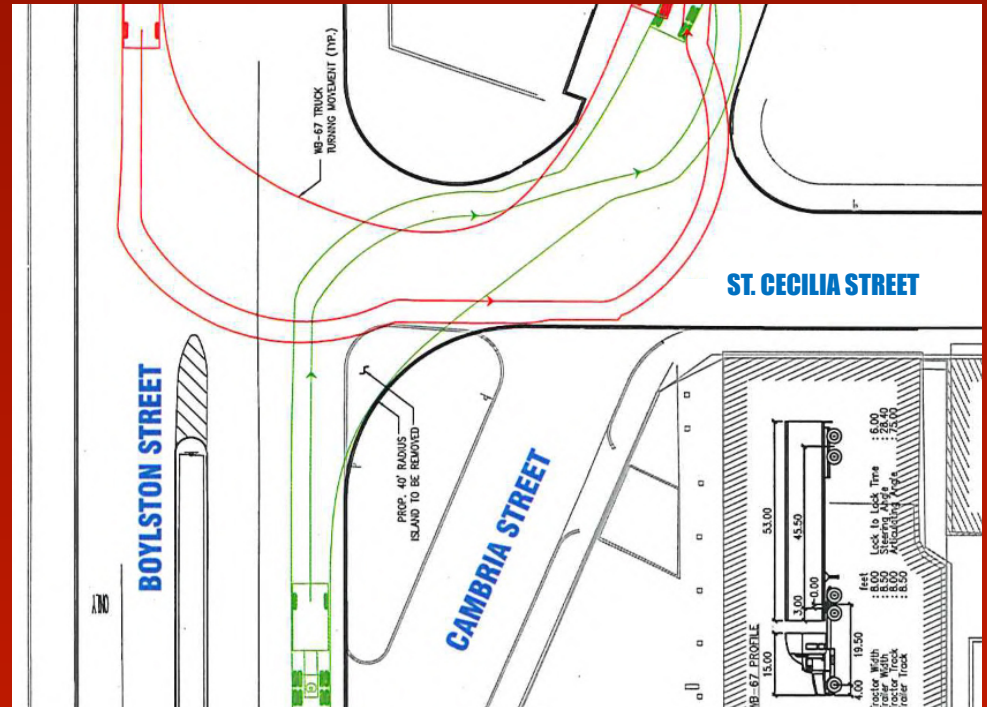 WB-67 TRUCK
TURNING MOVEMENT (TYP.)
ST. CECILIA STREET
BOYLSTON STREET
ONLY
PROP. 40' RADIUS
ISLAND TO BE REMOVED
CAMBRIA STREET
53.00
45.50
3.00
0.00
15.00
4.00
19.50
WB-67 PROFILE
feet
Tractor Width : 8.00
Trailer Width : 8.50
Tractor Track : 8.00
Trailer Track : 8.50
Lock to Lock Time : 6.00
Steering Angle : 28.40
Articulating Angle : 75.00